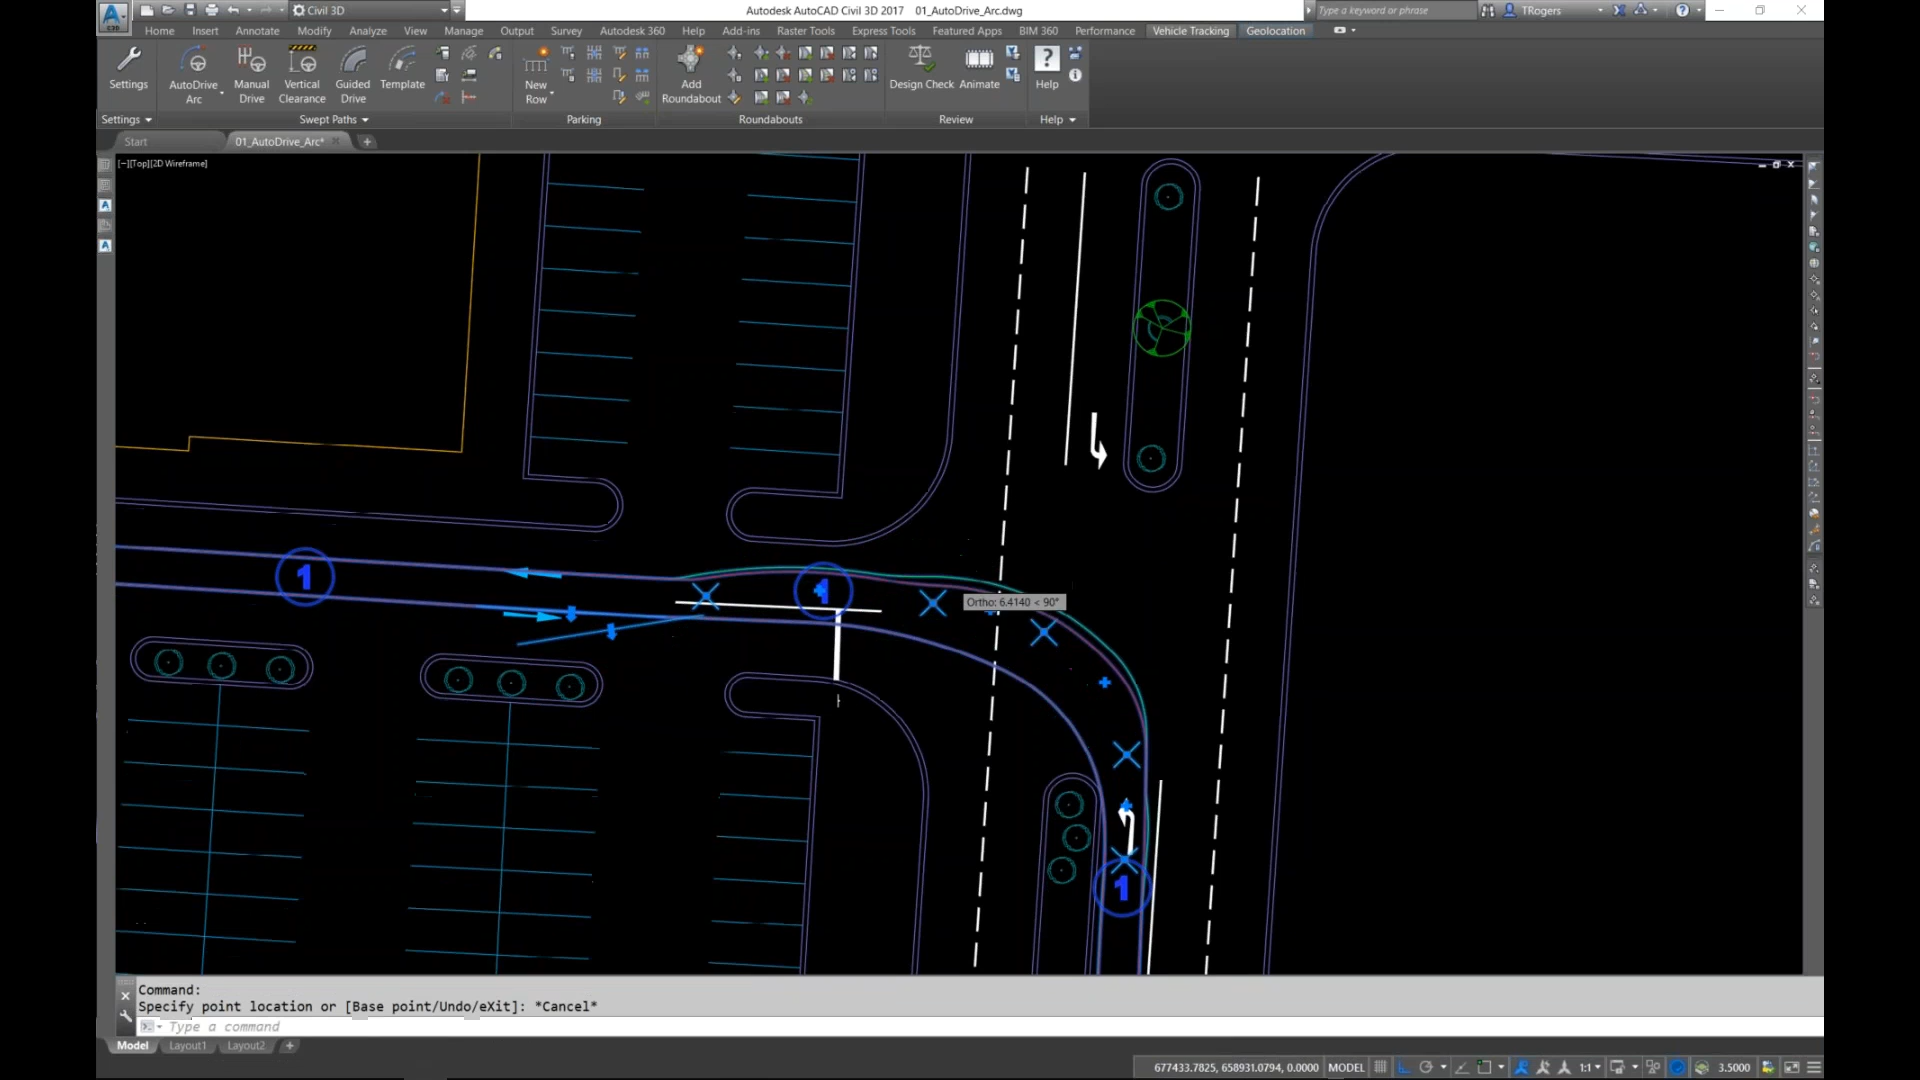 Civil 3D
Autodesk AutoCAD Civil 3D 2017 01_AutoDrive_Arc.dwg
Type a keyword or phrase
TRogers
Home Insert Annotate Modify Analyze View Manage Output Survey Autodesk 360 Help Add-ins Raster Tools Express Tools Featured Apps BIM 360 Performance Vehicle Tracking Geolocation
Settings
AutoDrive Arc
Manual Drive
Vertical Clearance
Guided Drive
Template
New Row
Add Roundabout
Design Check
Animate
Help
Settings Swept Paths Parking Roundabouts Review Help
Start 01_AutoDrive_Arc*
[−][Top][2D Wireframe]
1
1
Ortho: 6.4140 < 90°
1
Command:
Specify point location or [Base point/Undo/eXit]: *Cancel*
Type a command
Model Layout1 Layout2
677433.7825, 658931.0794, 0.0000 MODEL 1:1 3.5000